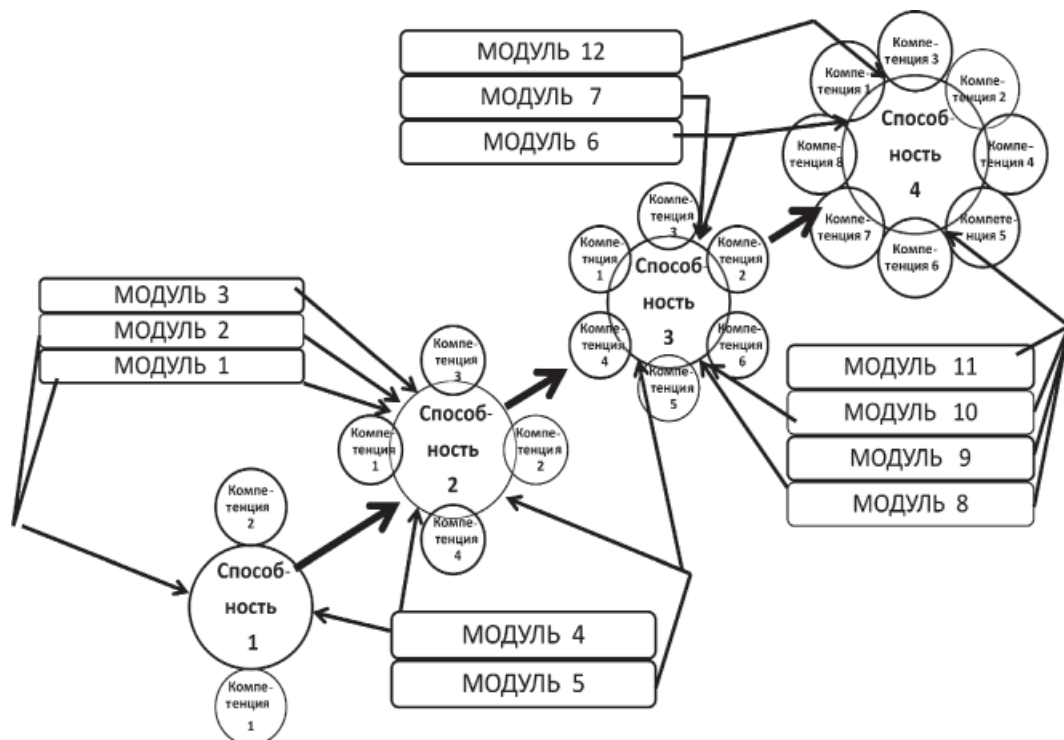 МОДУЛЬ 12
МОДУЛЬ 7
МОДУЛЬ 6
Компе-
тенция 3
Компе-
тенция 1
Компе-
тенция 2
Способ-
ность
4
Компе-
тенция 8
Компе-
тенция 4
Компе-
тенция 7
Компете-
нция 5
Компе-
тенция 6
Компе-
тенция
3
Компе-
тнция
1
Компе-
тенция
2
Способ-
ность
3
Компе-
тенция
4
Компе-
тенция
6
Компе-
тенция
5
МОДУЛЬ 3
МОДУЛЬ 2
МОДУЛЬ 1
Компе-
тенция
3
Компе-
тенция
1
Способ-
ность
2
Компе-
тенция
2
Компе-
тенция
4
МОДУЛЬ 11
МОДУЛЬ 10
МОДУЛЬ 9
МОДУЛЬ 8
Компе-
тенция
2
Способ-
ность
1
Компе-
тенция
1
МОДУЛЬ 4
МОДУЛЬ 5